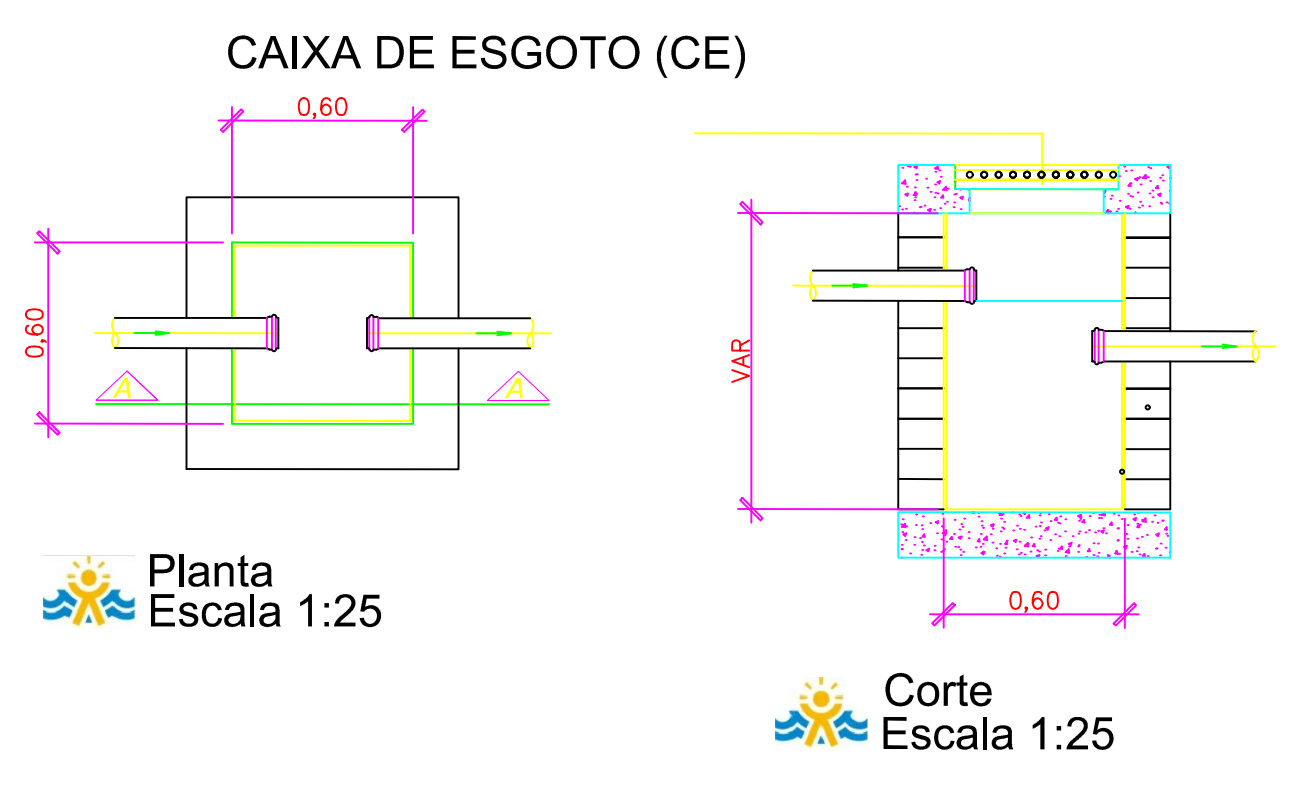 CAIXA DE ESGOTO (CE)
0,60
0,60
A
A
Planta
Escala 1:25
VAR
0,60
Corte
Escala 1:25